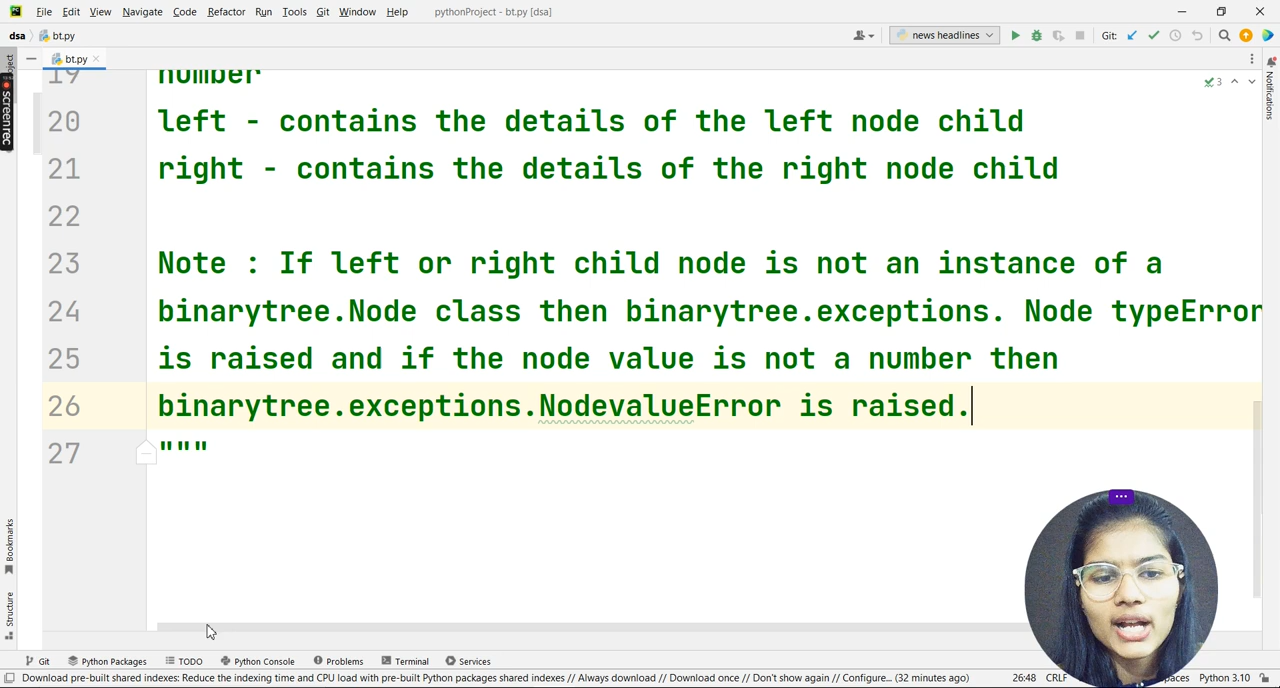 File Edit View Navigate Code Refactor Run Tools Git Window Help pythonProject - bt.py [dsa]
dsa bt.py news headlines Git:
bt.py
19 number
3
20 left - contains the details of the left node child
21 right - contains the details of the right node child
22
23 Note : If left or right child node is not an instance of a
24 binarytree.Node class then binarytree.exceptions. Node typeError
25 is raised and if the node value is not a number then
26 binarytree.exceptions.NodevalueError is raised.
27 """
screenrec
Notifications
Bookmarks
Structure
Git Python Packages TODO Python Console Problems Terminal Services
Download pre-built shared indexes: Reduce the indexing time and CPU load with pre-built Python packages shared indexes // Always download // Download once // Don't show again // Configure... (32 minutes ago) 26:48 CRLF Python 3.10